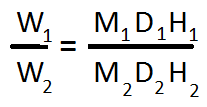 W₁ = M₁D₁H₁
W₂ M₂D₂H₂